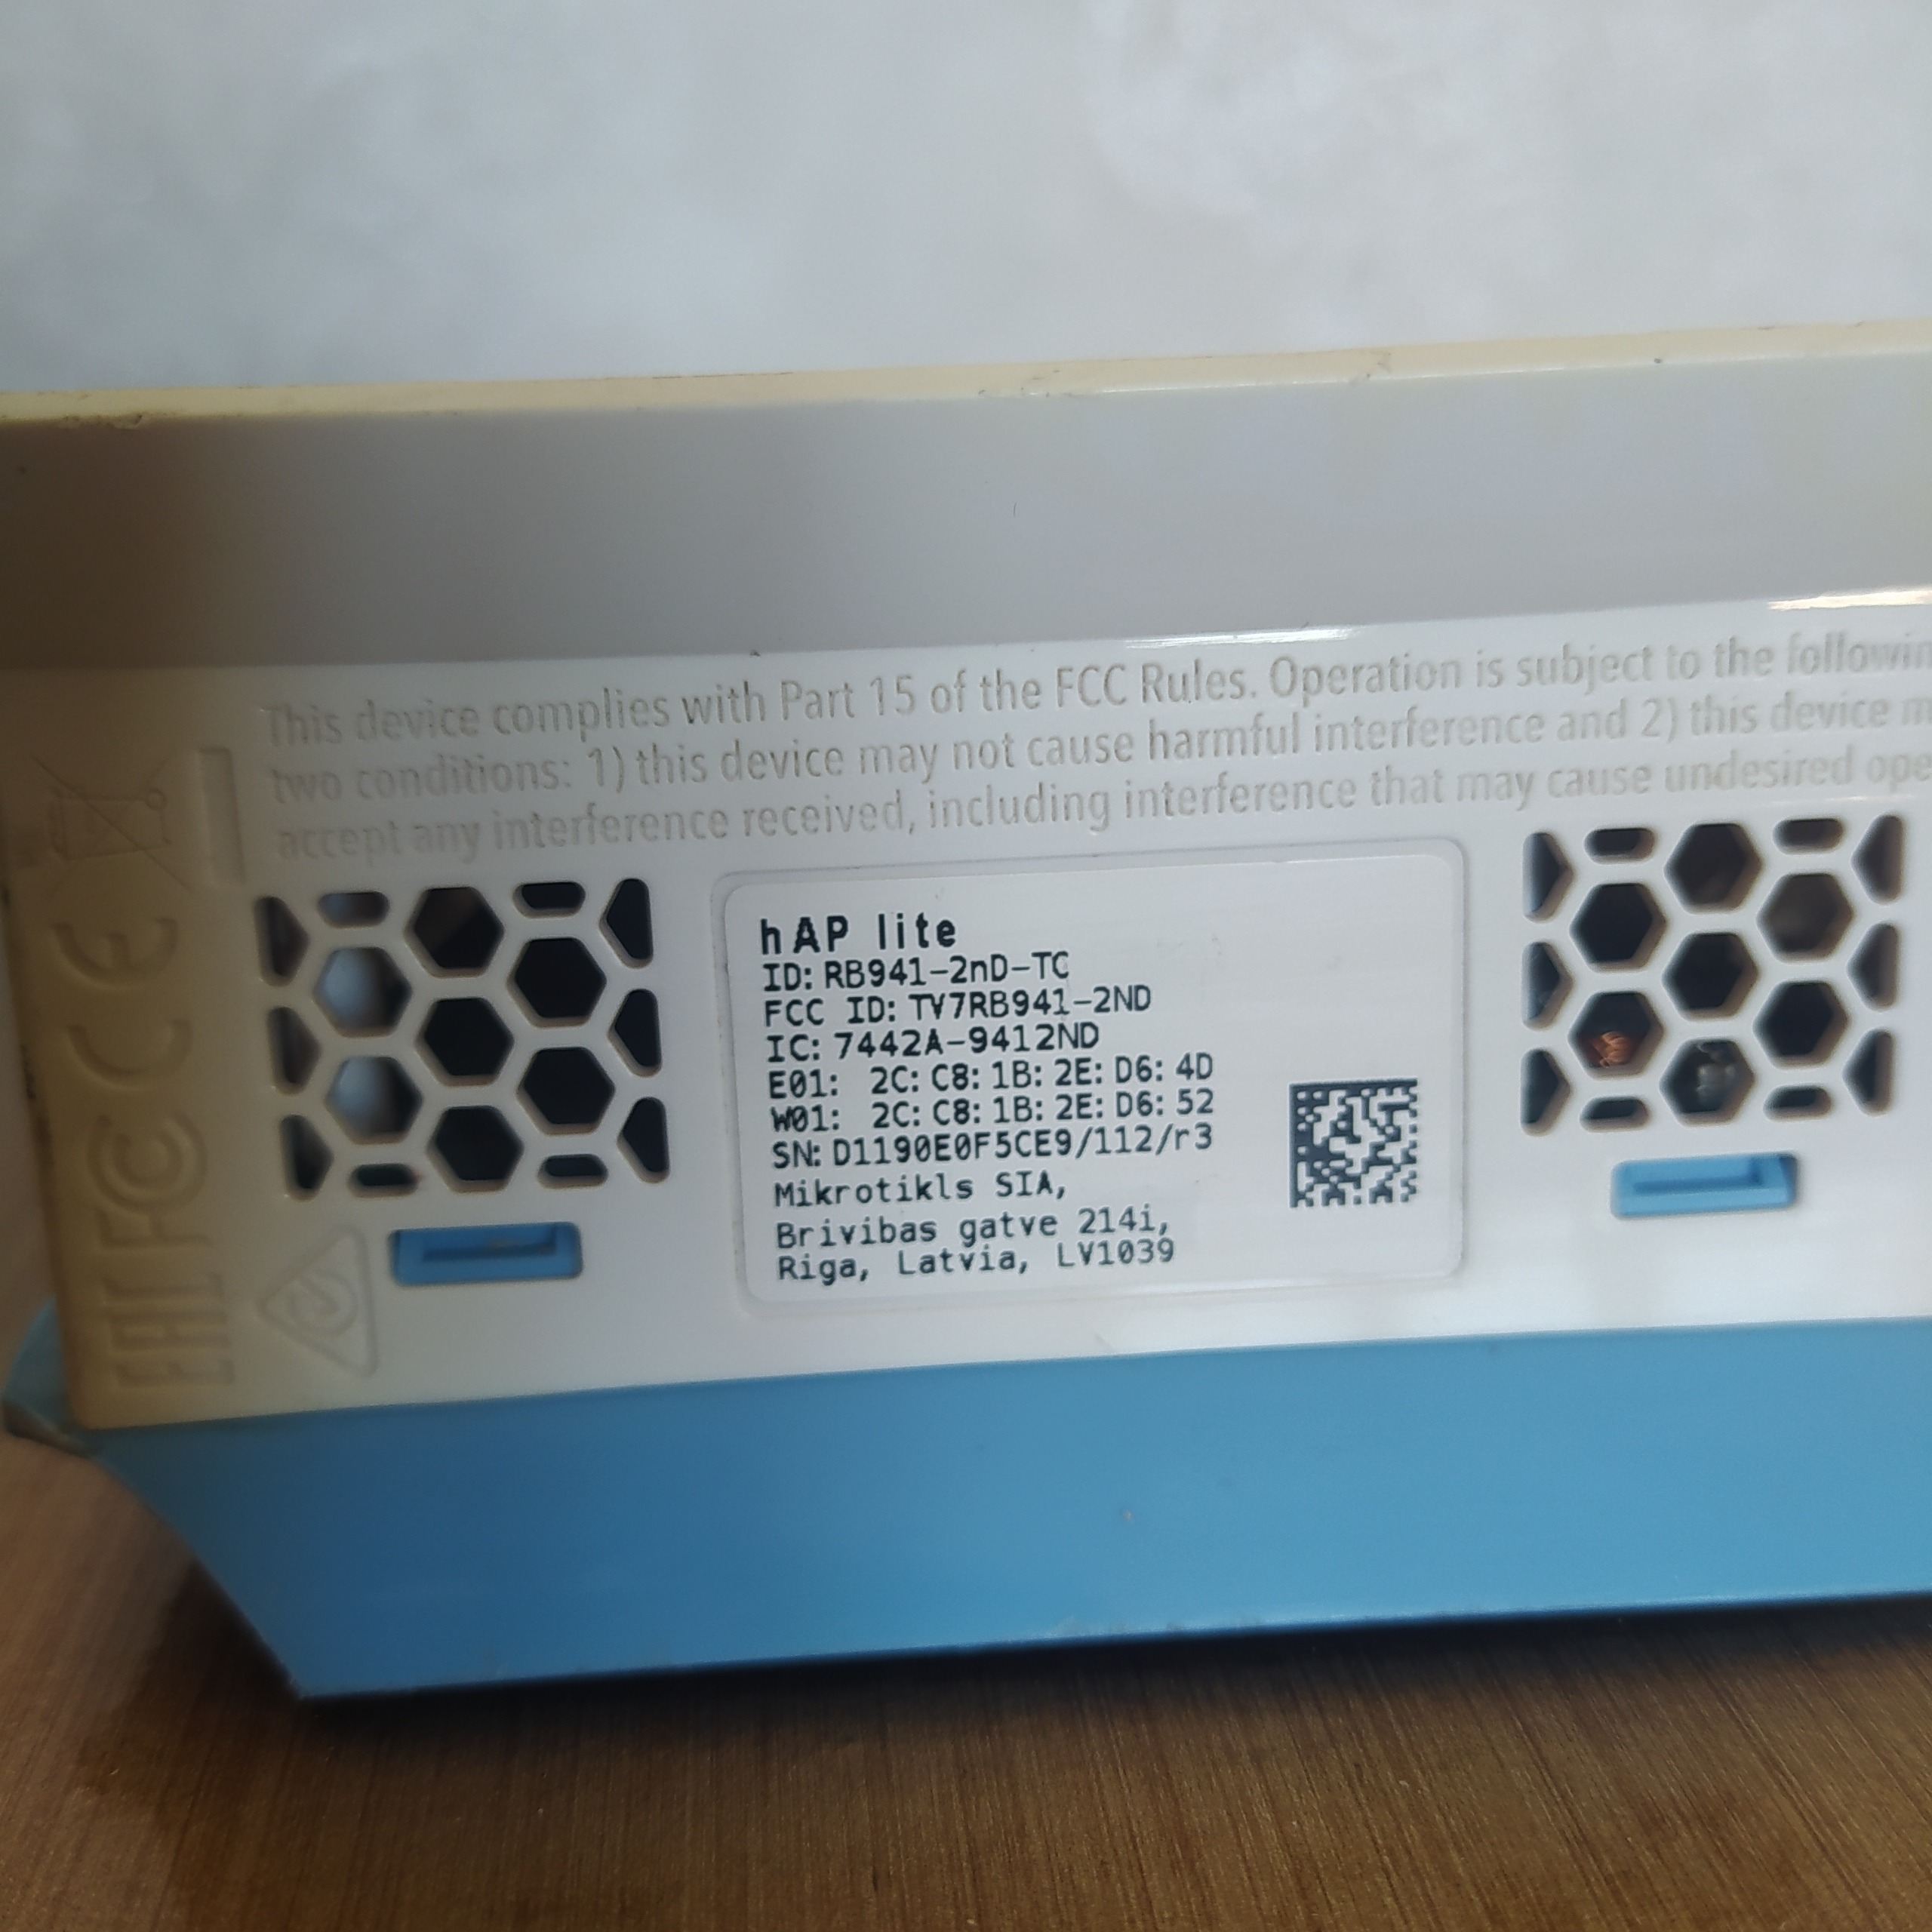 This device complies with Part 15 of the FCC Rules. Operation is subject to the
two conditions: 1) this device may not cause harmful interference and 2) this device
accept any interference received, including interference that may cause undesired
hAP lite
ID: RB941-2nD-TC
FCC ID: TV7RB941-2ND
IC: 7442A-9412ND
E01: 2C: C8: 1B: 2E: D6: 4D
W01: 2C: C8: 1B: 2E: D6: 52
SN: D1190E0F5CE9/112/r3
Mikrotikls SIA,
Brivibas gatve 214i,
Riga, Latvia, LV1039
EAC FC CE